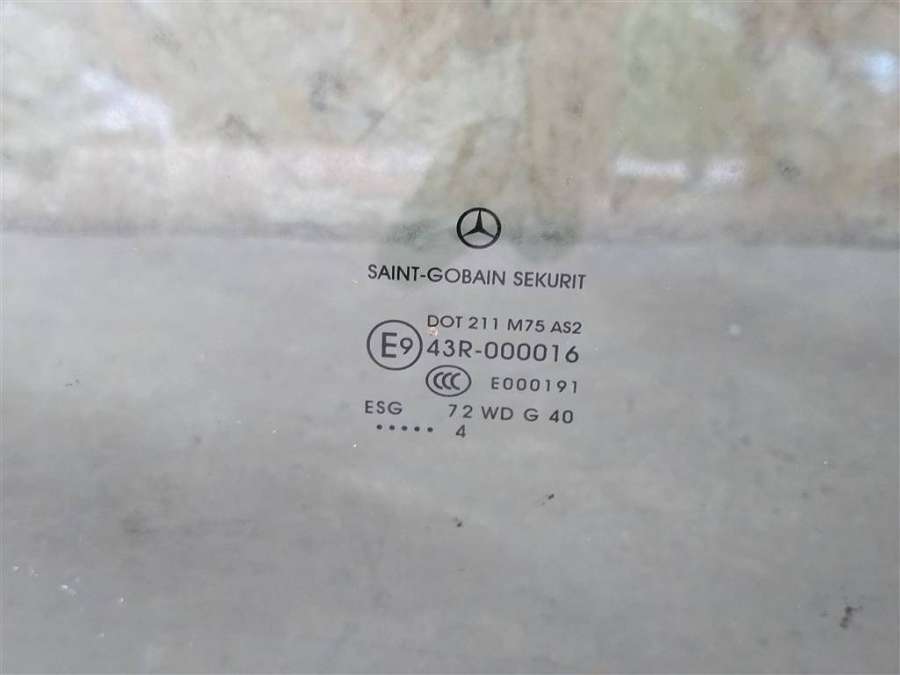 SAINT-GOBAIN SEKURIT
DOT 211 M75 AS2
E9 43R-000016
CCC E000191
ESG 72 WD G 40
..... 4